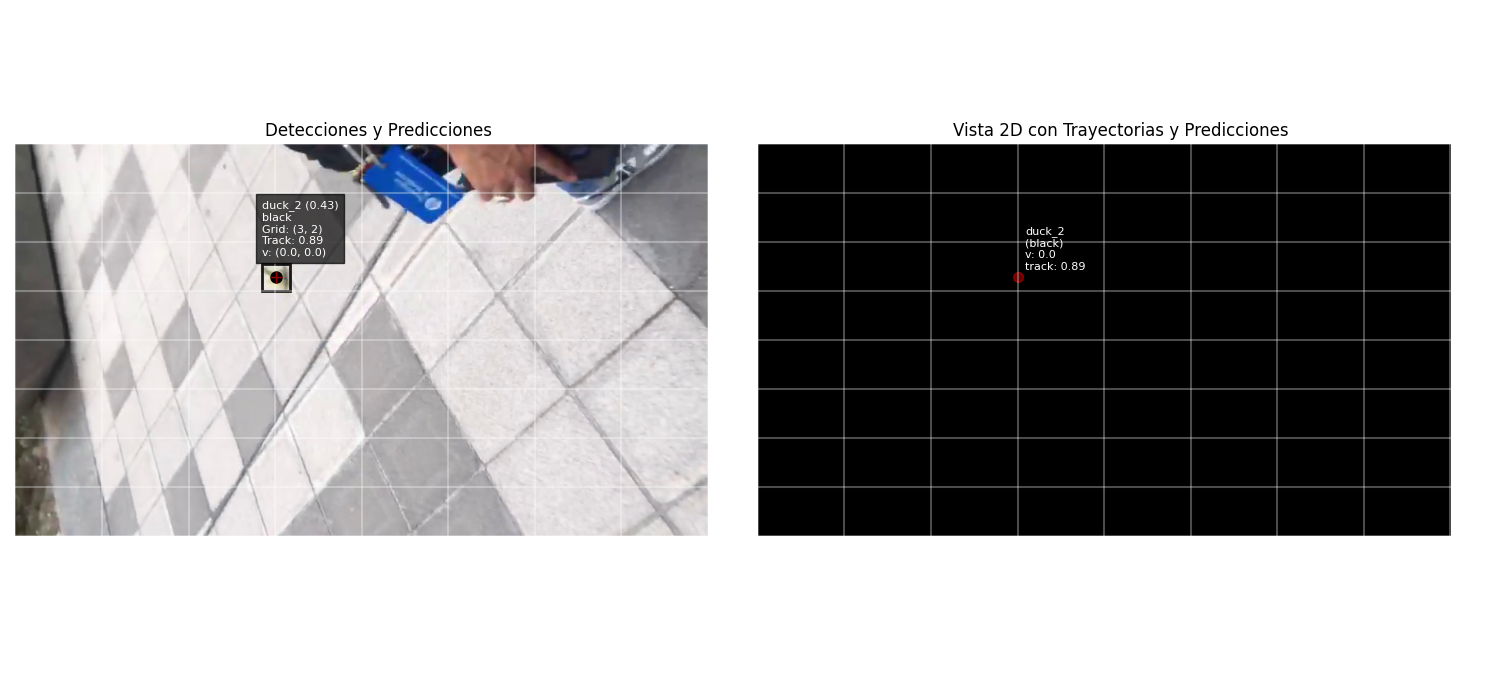 Detecciones y Predicciones
duck_2 (0.43)
black
Grid: (3, 2)
Track: 0.89
v: (0.0, 0.0)
Vista 2D con Trayectorias y Predicciones
duck_2
(black)
v: 0.0
track: 0.89